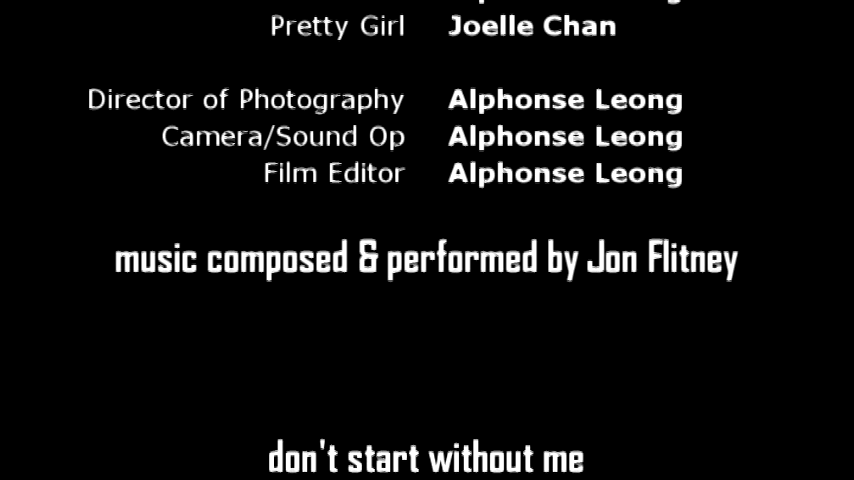 Pretty Girl Joelle Chan
Director of Photography Alphonse Leong
Camera/Sound Op Alphonse Leong
Film Editor Alphonse Leong
music composed & performed by Jon Flitney
don't start without me